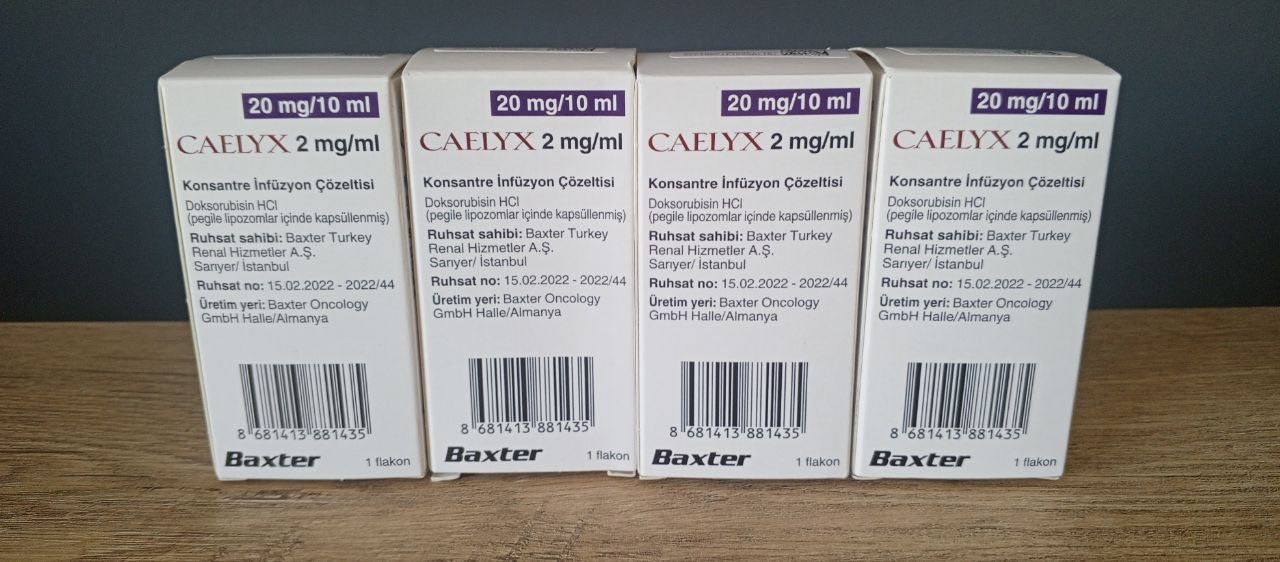 20 mg/10 ml
CAELYX 2 mg/ml
Konsantre İnfüzyon Çözeltisi
Doksorubisin HCl
(pegile lipozomlar içinde kapsüllenmiş)
Ruhsat sahibi: Baxter Turkey
Renal Hizmetler A.Ş.
Sarıyer/ İstanbul
Ruhsat no: 15.02.2022 - 2022/44
Üretim yeri: Baxter Oncology
GmbH Halle/Almanya
8 681413 881435
Baxter 1 flakon
20 mg/10 ml
CAELYX 2 mg/ml
Konsantre İnfüzyon Çözeltisi
Doksorubisin HCl
(pegile lipozomlar içinde kapsüllenmiş)
Ruhsat sahibi: Baxter Turkey
Renal Hizmetler A.Ş.
Sarıyer/ İstanbul
Ruhsat no: 15.02.2022 - 2022/44
Üretim yeri: Baxter Oncology
GmbH Halle/Almanya
8 681413 881435
Baxter 1 flakon
20 mg/10 ml
CAELYX 2 mg/ml
Konsantre İnfüzyon Çözeltisi
Doksorubisin HCl
(pegile lipozomlar içinde kapsüllenmiş)
Ruhsat sahibi: Baxter Turkey
Renal Hizmetler A.Ş.
Sarıyer/ İstanbul
Ruhsat no: 15.02.2022 - 2022/44
Üretim yeri: Baxter Oncology
GmbH Halle/Almanya
8 681413 881435
Baxter 1 flakon
20 mg/10 ml
CAELYX 2 mg/ml
Konsantre İnfüzyon Çözeltisi
Doksorubisin HCl
(pegile lipozomlar içinde kapsüllenmiş)
Ruhsat sahibi: Baxter Turkey
Renal Hizmetler A.Ş.
Sarıyer/ İstanbul
Ruhsat no: 15.02.2022 - 2022/44
Üretim yeri: Baxter Oncology
GmbH Halle/Almanya
8 681413 881435
Baxter 1 flakon